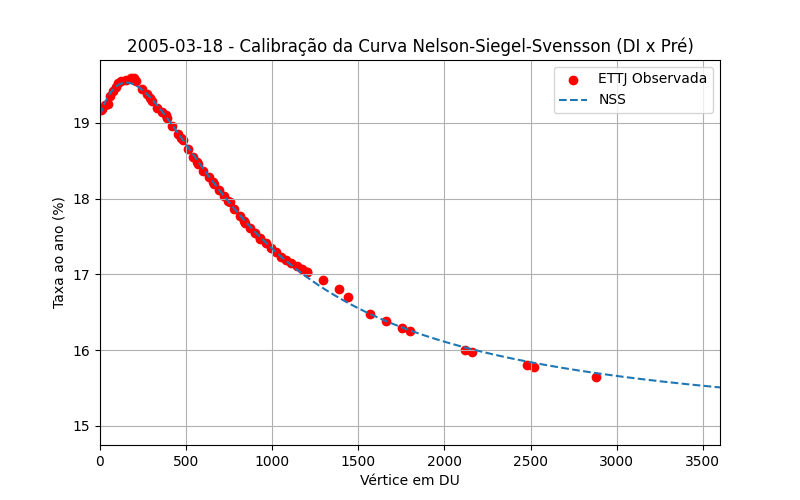 2005-03-18 - Calibração da Curva Nelson-Siegel-Svensson (DI x Pré)
ETTJ Observada
NSS
Taxa ao ano (%)
19
18
17
16
15
0 500 1000 1500 2000 2500 3000 3500
Vértice em DU